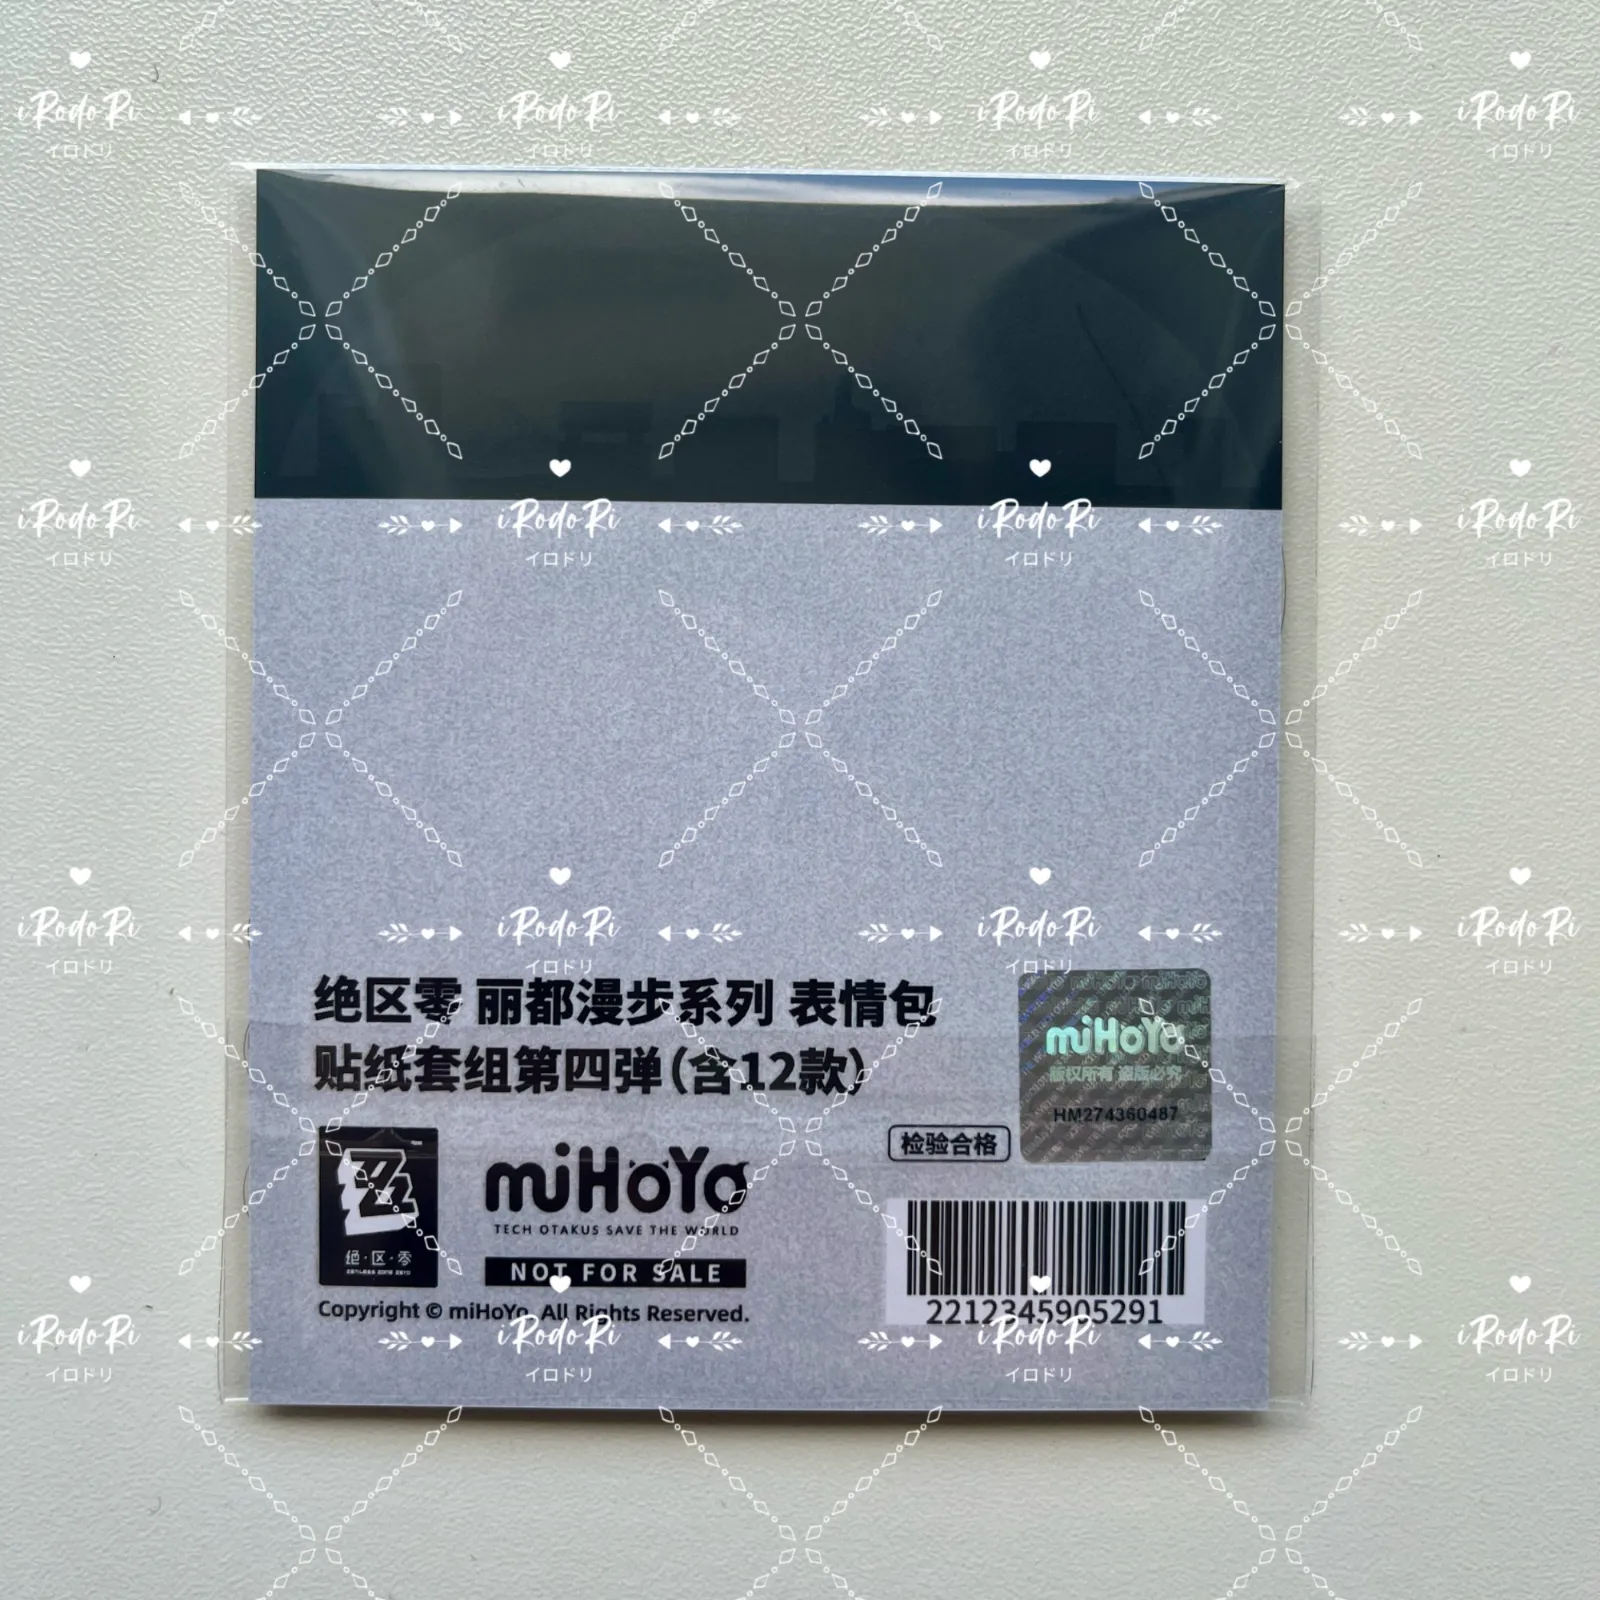 绝区零 丽都漫步系列 表情包
贴纸套组第四弹(含12款)
miHoYo
版权所有 盗版必究
HM274360487
检验合格
绝·区·零
ZENLESS ZONE ZERO
miHoYo
TECH OTAKUS SAVE THE WORLD
NOT FOR SALE
Copyright © miHoYo. All Rights Reserved.
2212345905291
iRodoRi
イロドリ